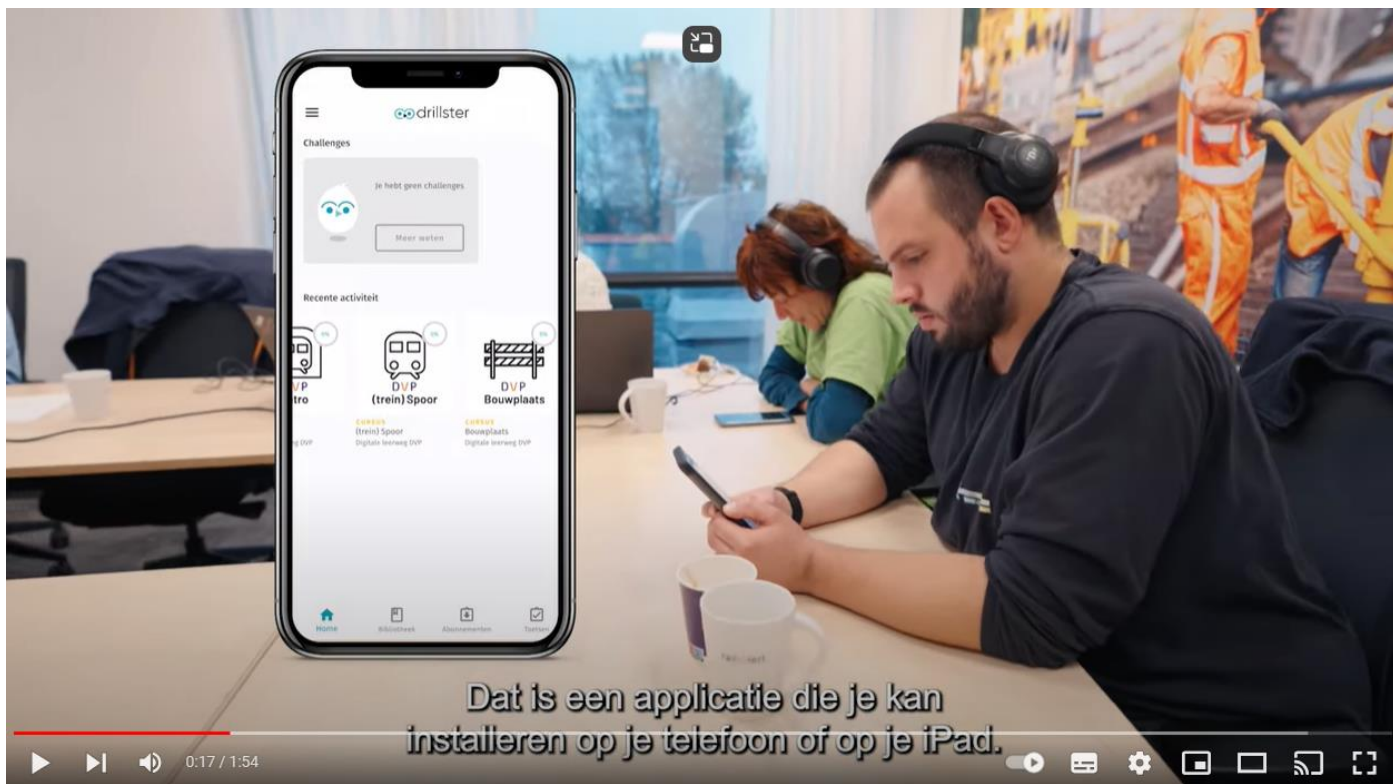 drillster
Challenges
Je hebt geen challenges
Meer weten
Recente activiteit
0%
0%
VP
tro
DVP
(trein) Spoor
DVP
Bouwplaats
CURSUS
(trein) Spoor
Digitale leerweg DVP
CURSUS
Bouwplaats
Digitale leerweg DVP
Home
Bibliotheek
Abonnementen
Toetsen
Dat is een applicatie die je kan
installeren op je telefoon of op je iPad.
0:17 / 1:54